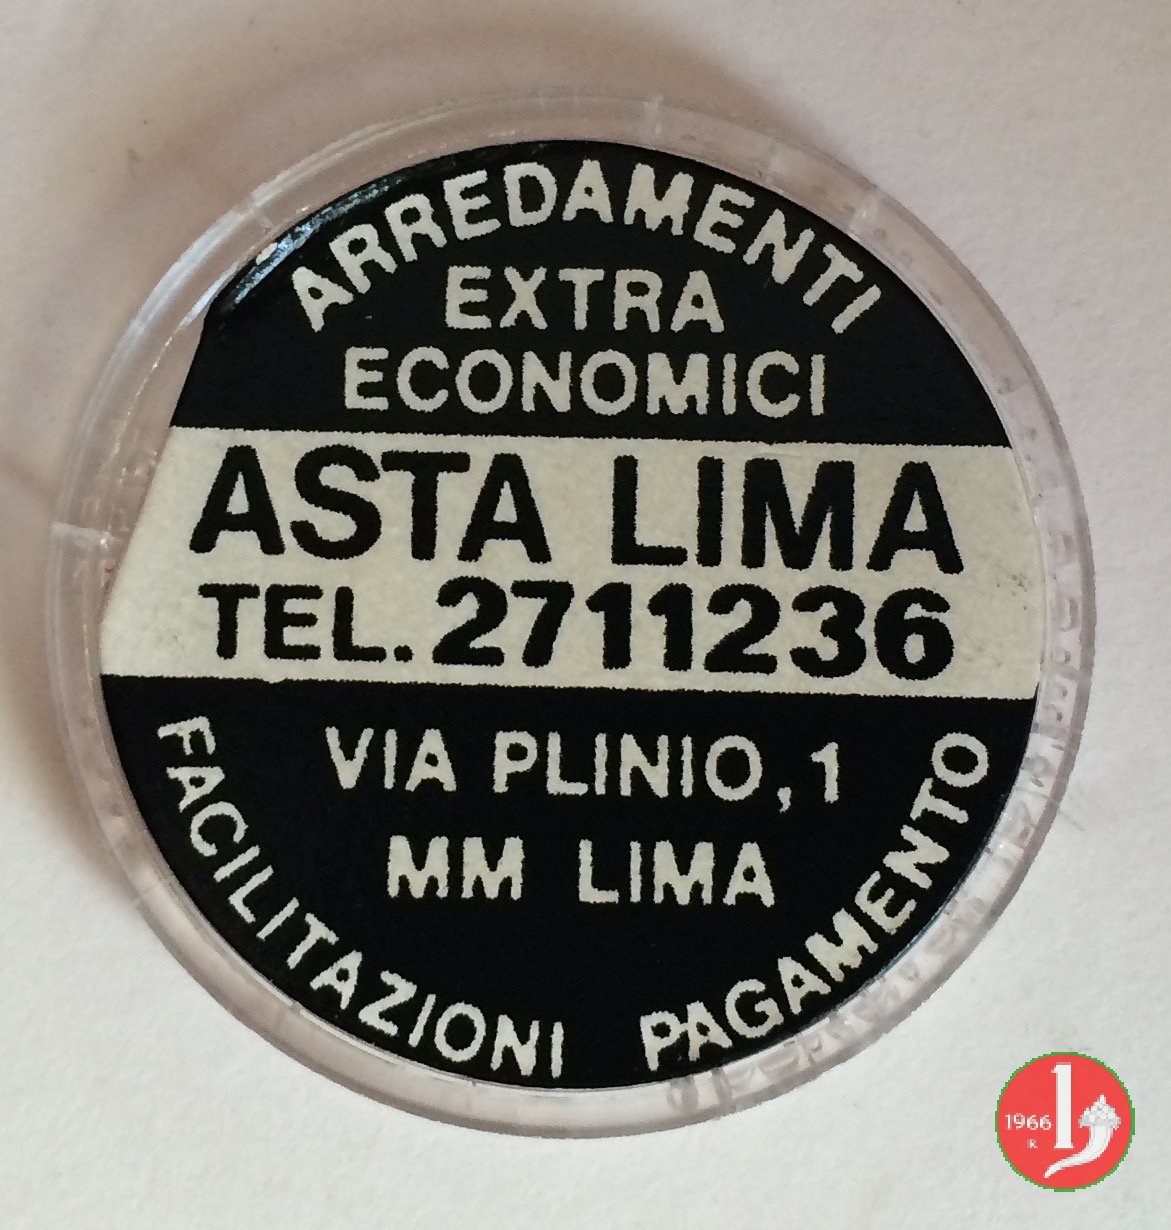 ARREDAMENTI
EXTRA
ECONOMICI
ASTA LIMA
TEL.2711236
VIA PLINIO,1
MM LIMA
FACILITAZIONI PAGAMENTO
1966
R